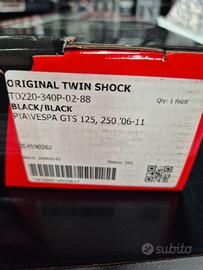 ORIGINAL TWIN SHOCK
TD220-340P-02-88
QTY: 1 PAIR
BLACK/BLACK
P(A\VESPA GTS 125, 250 '06-11
4590262
Subito